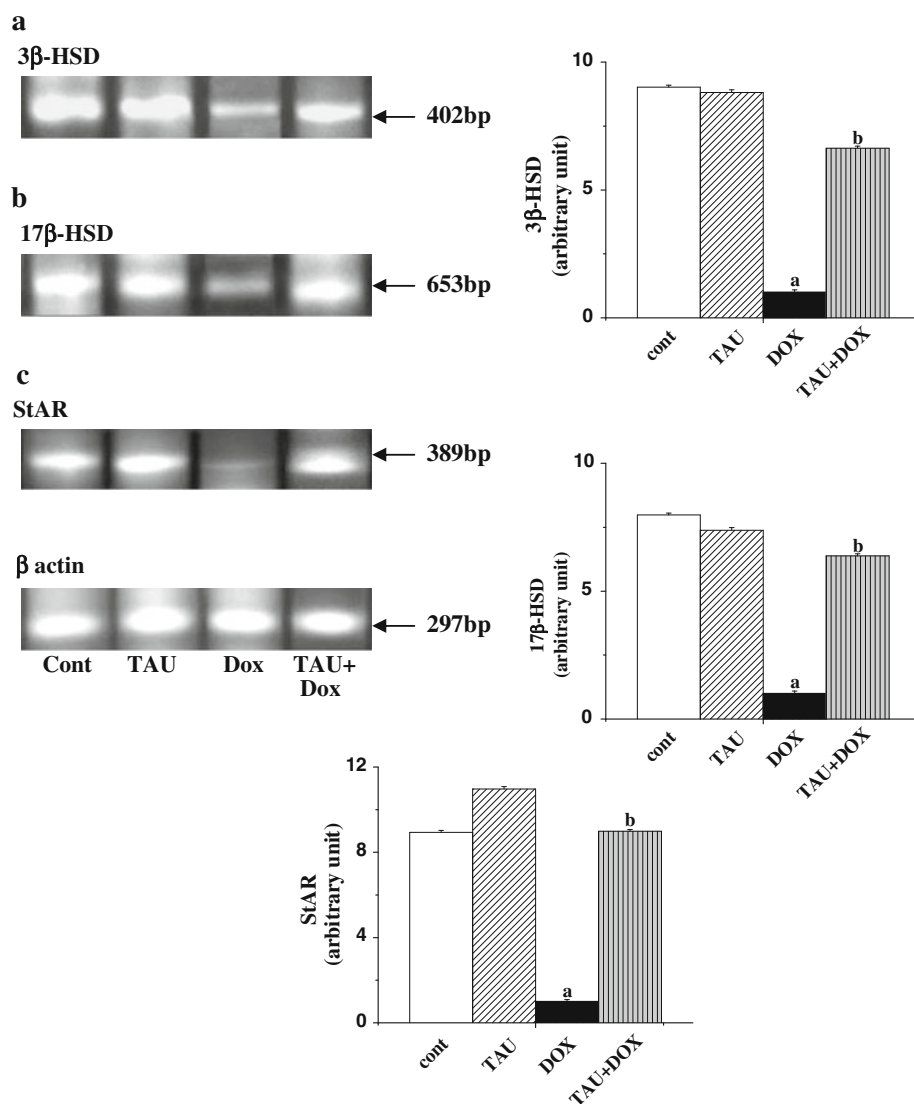 a
3β-HSD
402bp
b
17β-HSD
653bp
c
StAR
389bp
β actin
297bp
Cont TAU Dox TAU+
Dox
10
5
0
3β-HSD
(arbitrary unit)
a
b
cont TAU DOX TAU+DOX
10
5
0
17β-HSD
(arbitrary unit)
a
b
cont TAU DOX TAU+DOX
12
8
4
0
StAR
(arbitrary unit)
a
b
cont TAU DOX TAU+DOX